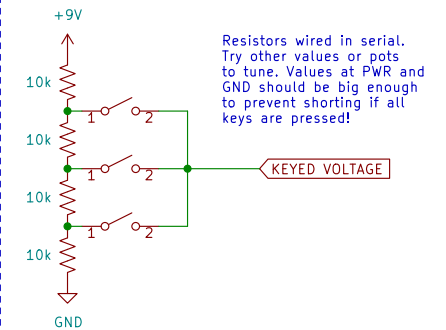 +9V
Resistors wired in serial.
Try other values or pots
to tune. Values at PWR and
GND should be big enough
to prevent shorting if all
keys are pressed!
10k
1 2
10k
1 2
KEYED VOLTAGE
10k
1 2
10k
GND